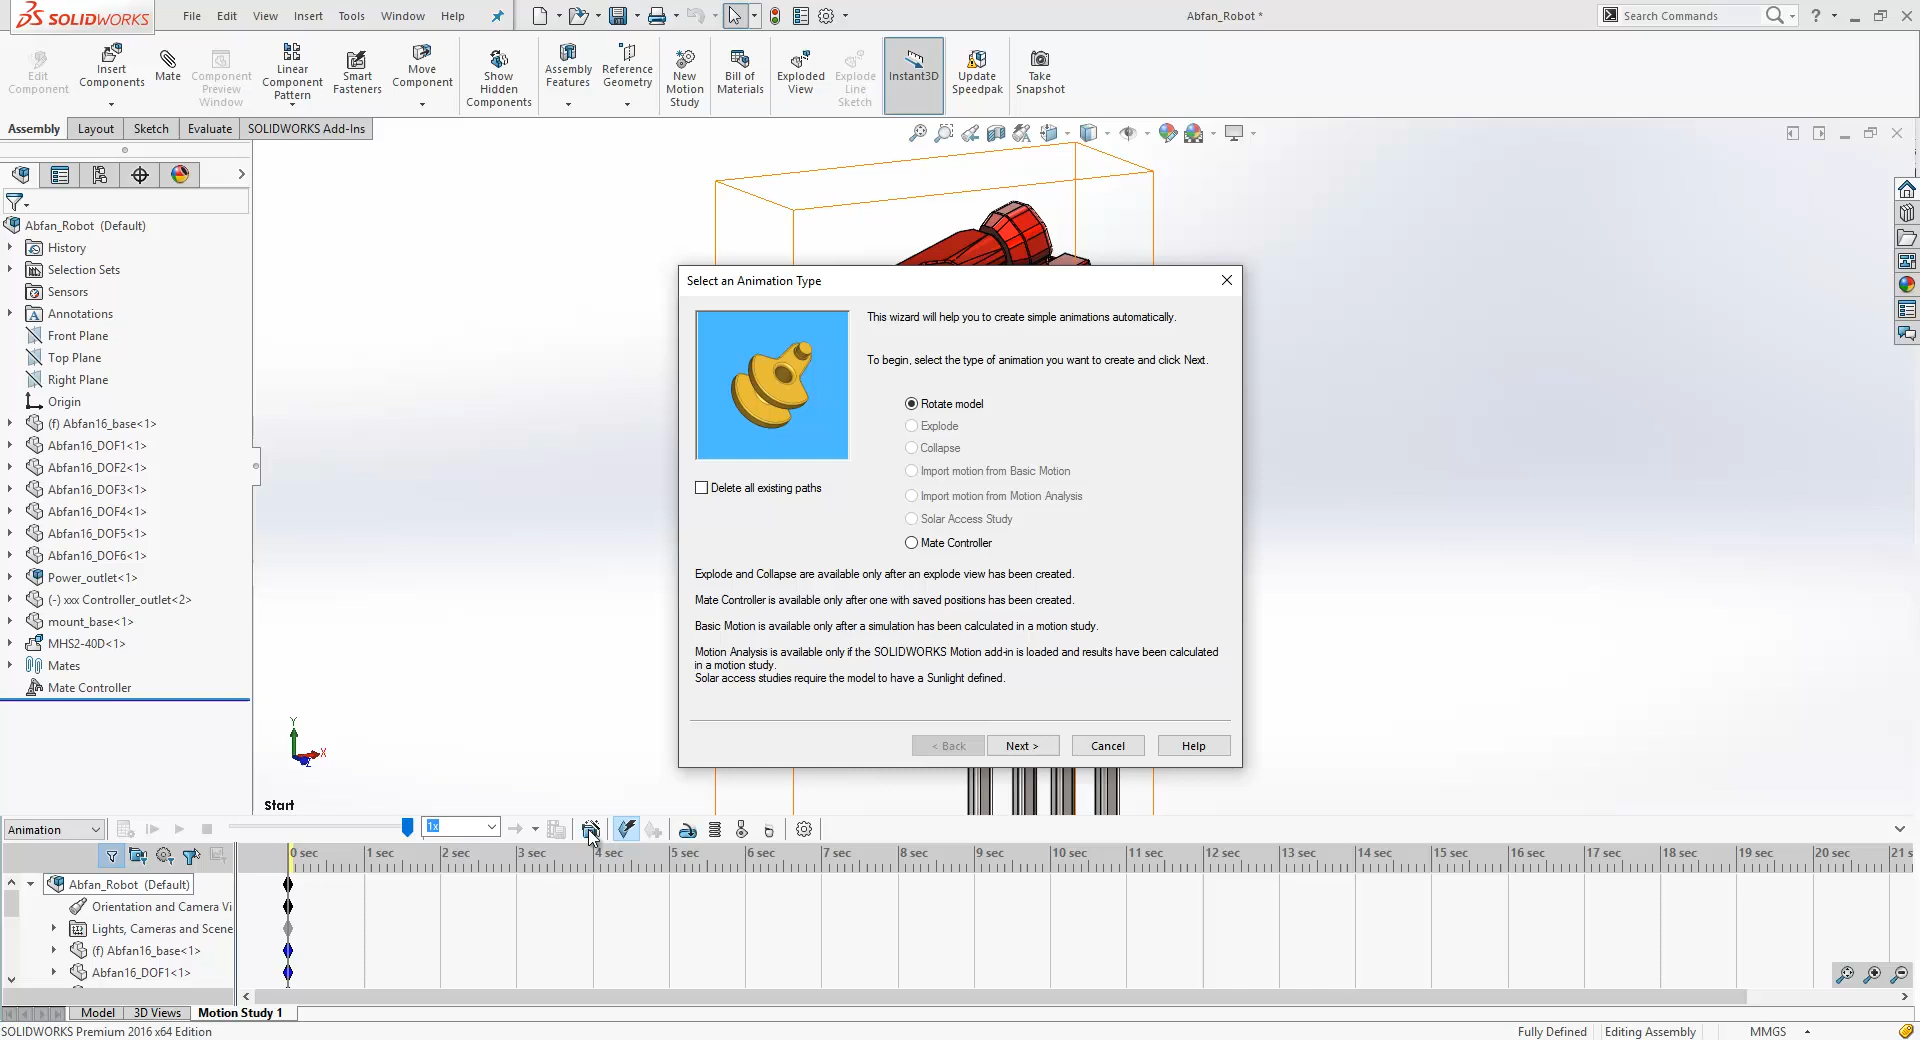 SOLIDWORKS File Edit View Insert Tools Window Help Abfan_Robot * Search Commands ?
Edit Component
Insert Components
Mate
Component Preview Window
Linear Component Pattern
Smart Fasteners
Move Component
Show Hidden Components
Assembly Features
Reference Geometry
New Motion Study
Bill of Materials
Exploded View
Explode Line Sketch
Instant3D
Update Speedpak
Take Snapshot
Assembly Layout Sketch Evaluate SOLIDWORKS Add-Ins
Abfan_Robot (Default)
History
Selection Sets
Sensors
Annotations
Front Plane
Top Plane
Right Plane
Origin
(f) Abfan16_base<1>
Abfan16_DOF1<1>
Abfan16_DOF2<1>
Abfan16_DOF3<1>
Abfan16_DOF4<1>
Abfan16_DOF5<1>
Abfan16_DOF6<1>
Power_outlet<1>
(-) xxx Controller_outlet<2>
mount_base<1>
MHS2-40D<1>
Mates
Mate Controller
Y
X
Z
Start
Select an Animation Type
This wizard will help you to create simple animations automatically.
To begin, select the type of animation you want to create and click Next.
Rotate model
Explode
Collapse
Import motion from Basic Motion
Delete all existing paths
Import motion from Motion Analysis
Solar Access Study
Mate Controller
Explode and Collapse are available only after an explode view has been created.
Mate Controller is available only after one with saved positions has been created.
Basic Motion is available only after a simulation has been calculated in a motion study.
Motion Analysis is available only if the SOLIDWORKS Motion add-in is loaded and results have been calculated
in a motion study.
Solar access studies require the model to have a Sunlight defined.
< Back Next > Cancel Help
Animation 1x
0 sec 1 sec 2 sec 3 sec 4 sec 5 sec 6 sec 7 sec 8 sec 9 sec 10 sec 11 sec 12 sec 13 sec 14 sec 15 sec 16 sec 17 sec 18 sec 19 sec 20 sec 21 s
Abfan_Robot (Default)
Orientation and Camera Vi
Lights, Cameras and Scene
(f) Abfan16_base<1>
Abfan16_DOF1<1>
Model 3D Views Motion Study 1
SOLIDWORKS Premium 2016 x64 Edition Fully Defined Editing Assembly MMGS